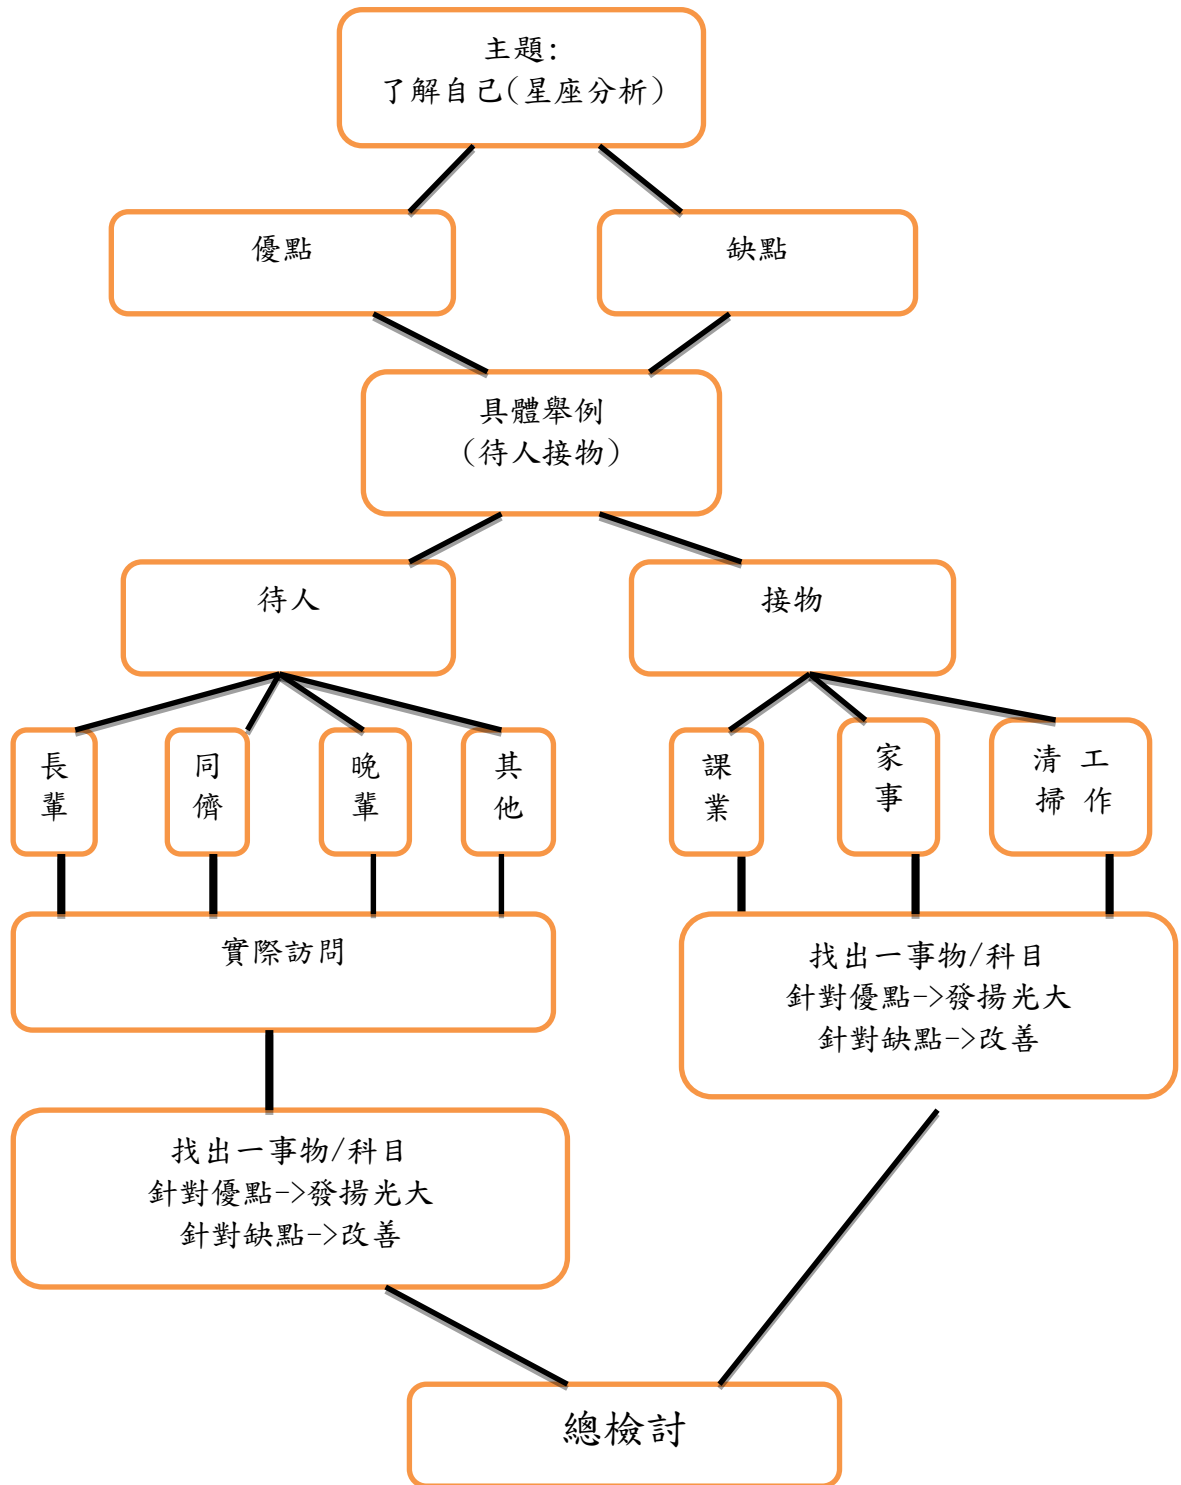 主題:
了解自己(星座分析)
優點
缺點
具體舉例
(待人接物)
待人
接物
長輩
同儕
晚輩
其他
課業
家事
清 工
掃 作
實際訪問
找出一事物/科目
針對優點->發揚光大
針對缺點->改善
找出一事物/科目
針對優點->發揚光大
針對缺點->改善
總檢討